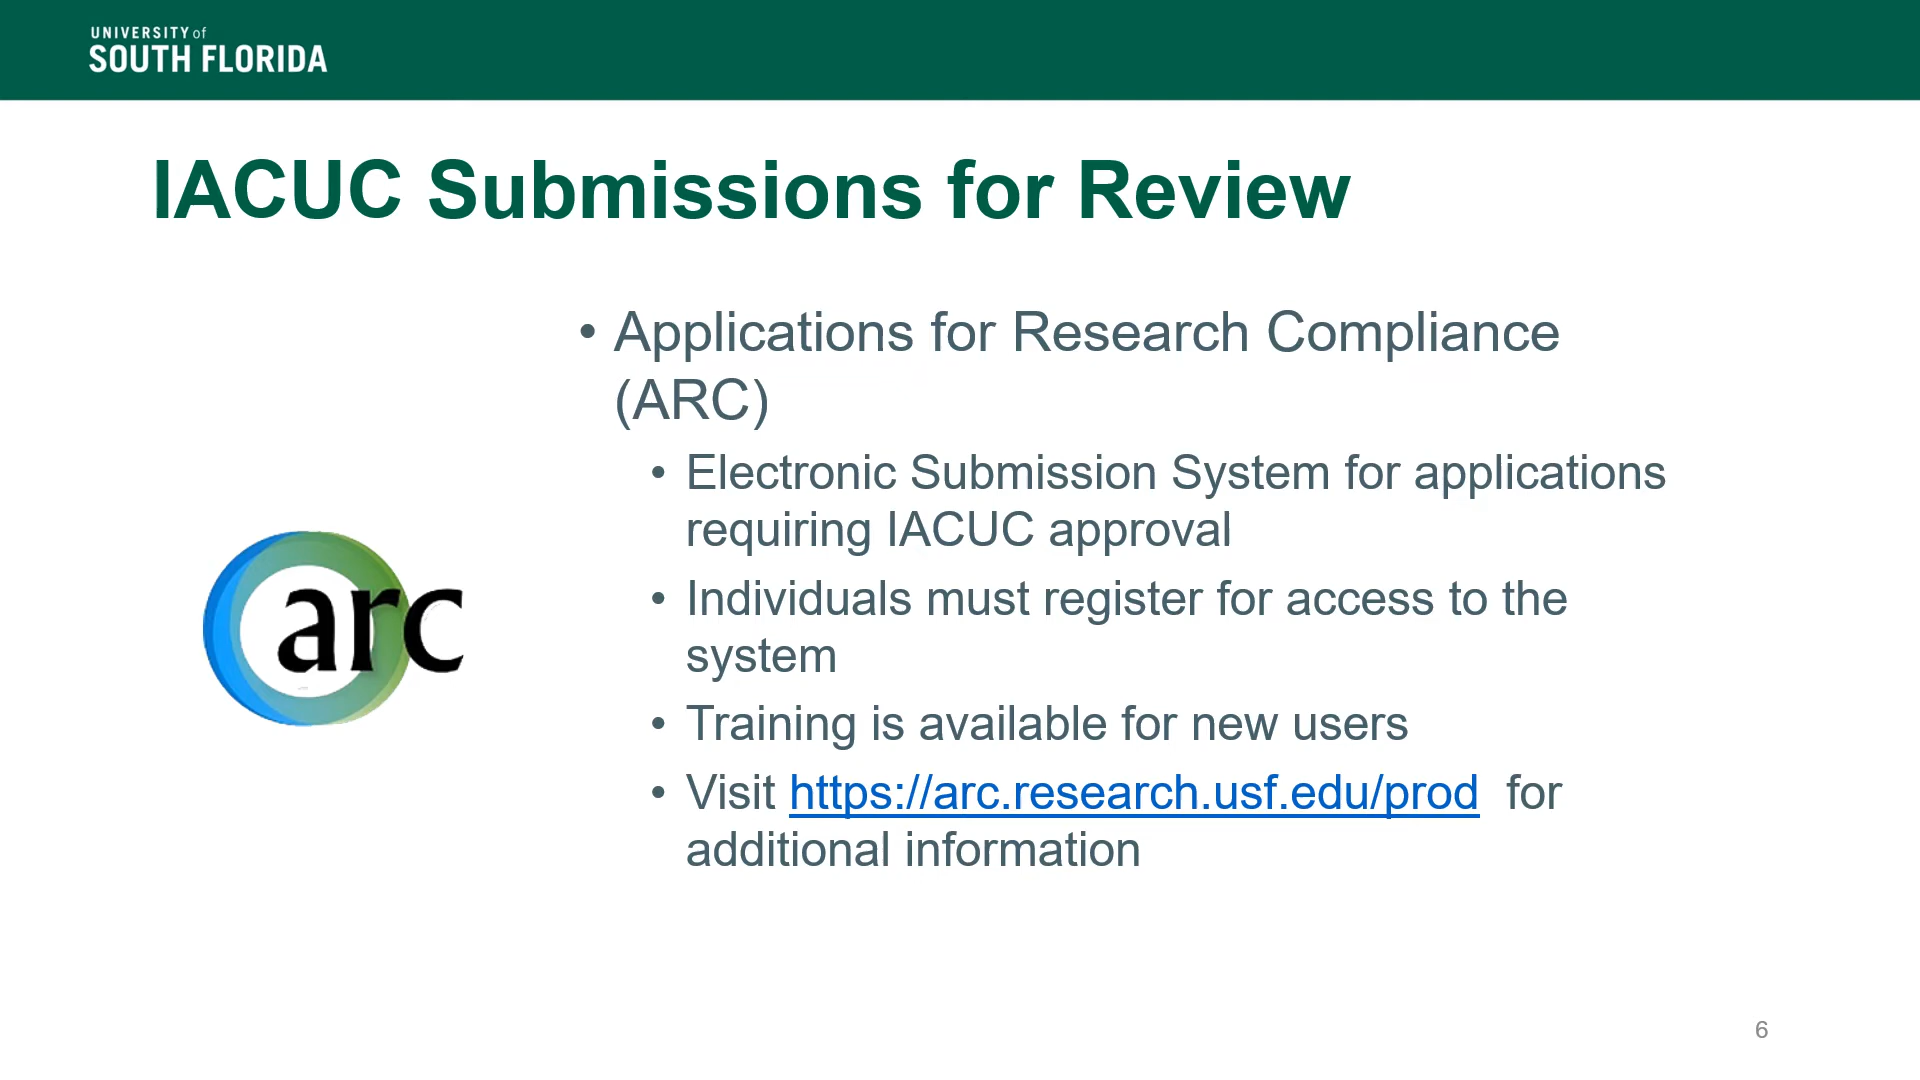 UNIVERSITY of
SOUTH FLORIDA
IACUC Submissions for Review
• Applications for Research Compliance
(ARC)
• Electronic Submission System for applications
requiring IACUC approval
• Individuals must register for access to the
system
• Training is available for new users
• Visit https://arc.research.usf.edu/prod for
additional information
arc
6